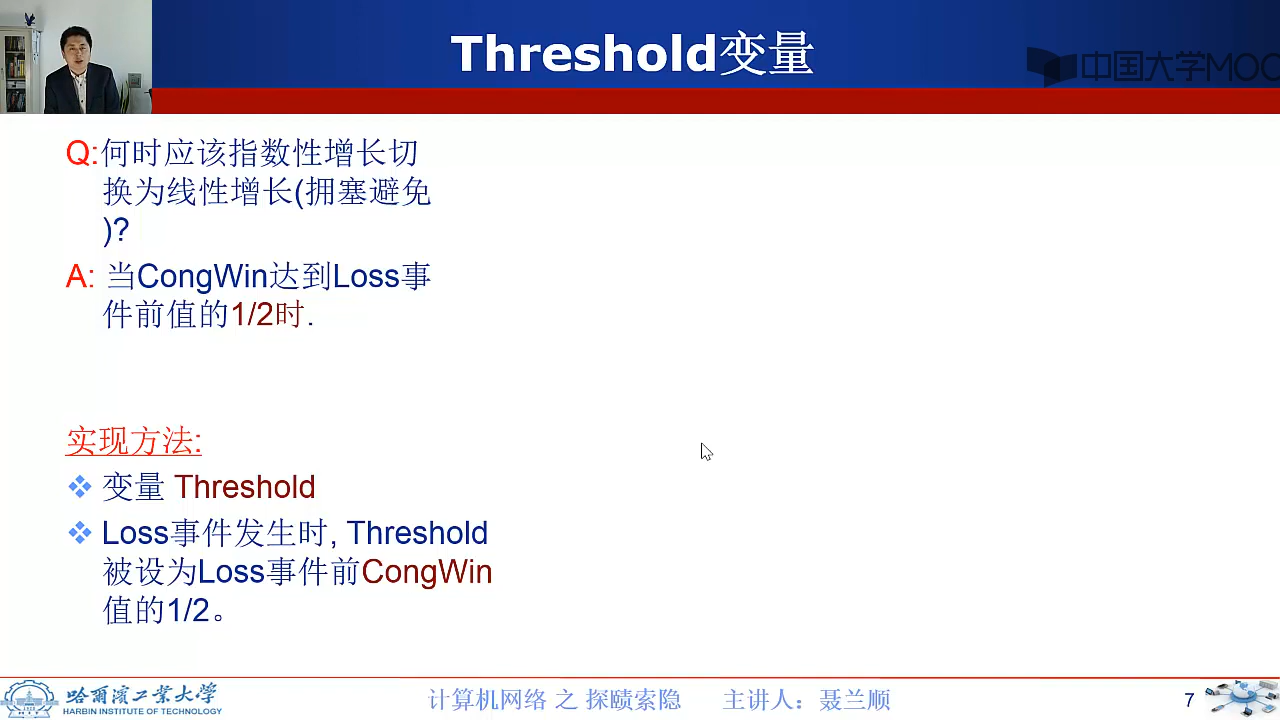 Threshold变量
中国大学MOO
Q:何时应该指数性增长切
换为线性增长(拥塞避免
)?
A: 当CongWin达到Loss事
件前值的1/2时.
实现方法:
变量 Threshold
Loss事件发生时, Threshold
被设为Loss事件前CongWin
值的1/2。
哈尔滨工业大学
HARBIN INSTITUTE OF TECHNOLOGY
计算机网络 之 探赜索隐
主讲人：聂兰顺
7